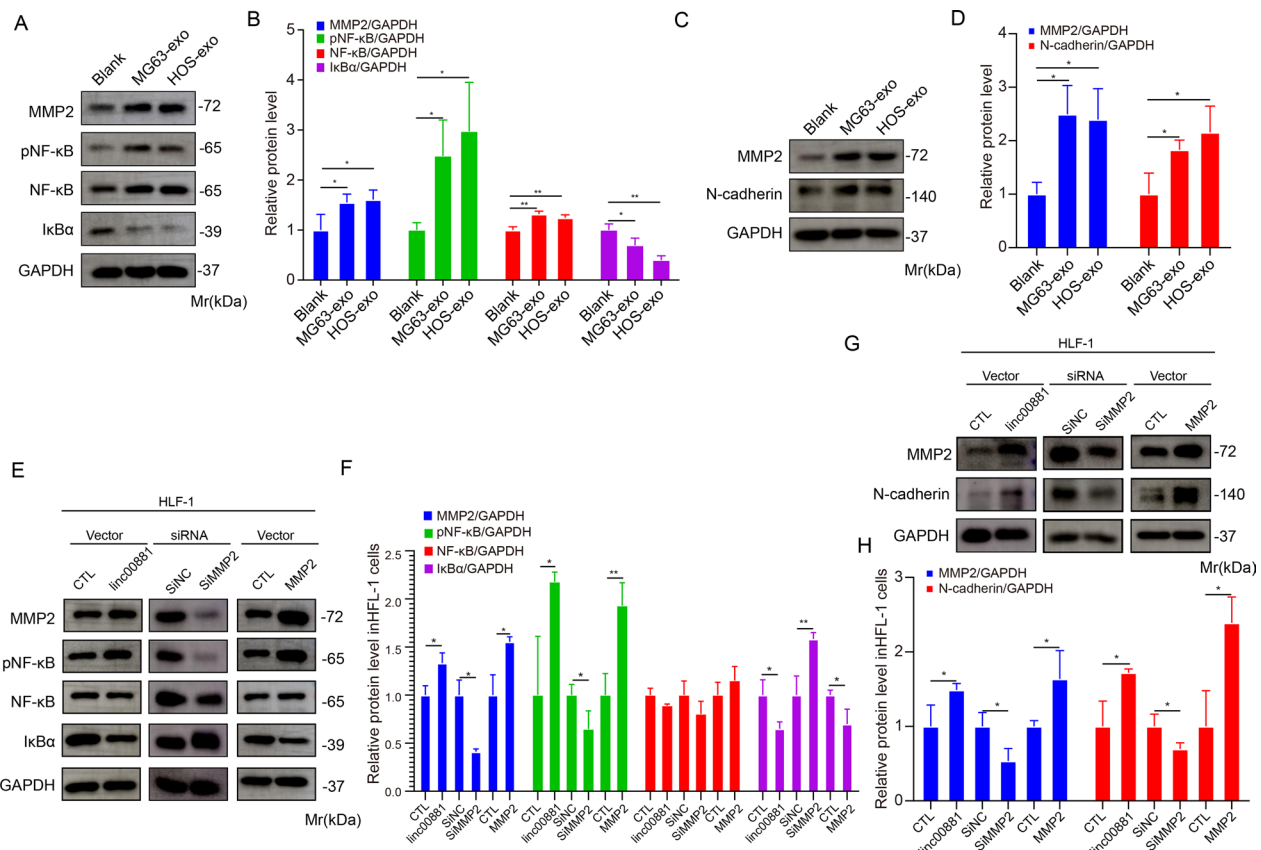 A
Blank
MG63-exo
HOS-exo
MMP2
-72
pNF-κB
-65
NF-κB
-65
IκBα
-39
GAPDH
-37
Mr(kDa)
B
MMP2/GAPDH
pNF-κB/GAPDH
NF-κB/GAPDH
IκBα/GAPDH
Relative protein level
5
4
3
2
1
0
* * * * ** ** * **
Blank
MG63-exo
HOS-exo
Blank
MG63-exo
HOS-exo
Blank
MG63-exo
HOS-exo
Blank
MG63-exo
HOS-exo
C
Blank
MG63-exo
HOS-exo
MMP2
-72
N-cadherin
-140
GAPDH
-37
Mr(kDa)
D
MMP2/GAPDH
N-cadherin/GAPDH
Relative protein level
4
3
2
1
0
* * * *
Blank
MG63-exo
HOS-exo
Blank
MG63-exo
HOS-exo
E
HLF-1
Vector siRNA Vector
CTL
linc00881
SiNC
SiMMP2
CTL
MMP2
MMP2
-72
pNF-κB
-65
NF-κB
-65
IκBα
-39
GAPDH
-37
Mr(kDa)
F
MMP2/GAPDH
pNF-κB/GAPDH
NF-κB/GAPDH
IκBα/GAPDH
Relative protein level inHFL-1 cells
2.5
2.0
1.5
1.0
0.5
0.0
* * * * * ** * ** *
CTL
linc00881
SiNC
SiMMP2
CTL
MMP2
CTL
linc00881
SiNC
SiMMP2
CTL
MMP2
CTL
linc00881
SiNC
SiMMP2
CTL
MMP2
CTL
linc00881
SiNC
SiMMP2
CTL
MMP2
G
HLF-1
Vector siRNA Vector
CTL
linc00881
SiNC
SiMMP2
CTL
MMP2
MMP2
-72
N-cadherin
-140
GAPDH
-37
Mr(kDa)
H
MMP2/GAPDH
N-cadherin/GAPDH
Relative protein level inHFL-1 cells
3
2
1
0
* * * * * *
CTL
linc00881
SiNC
SiMMP2
CTL
MMP2
CTL
linc00881
SiNC
SiMMP2
CTL
MMP2